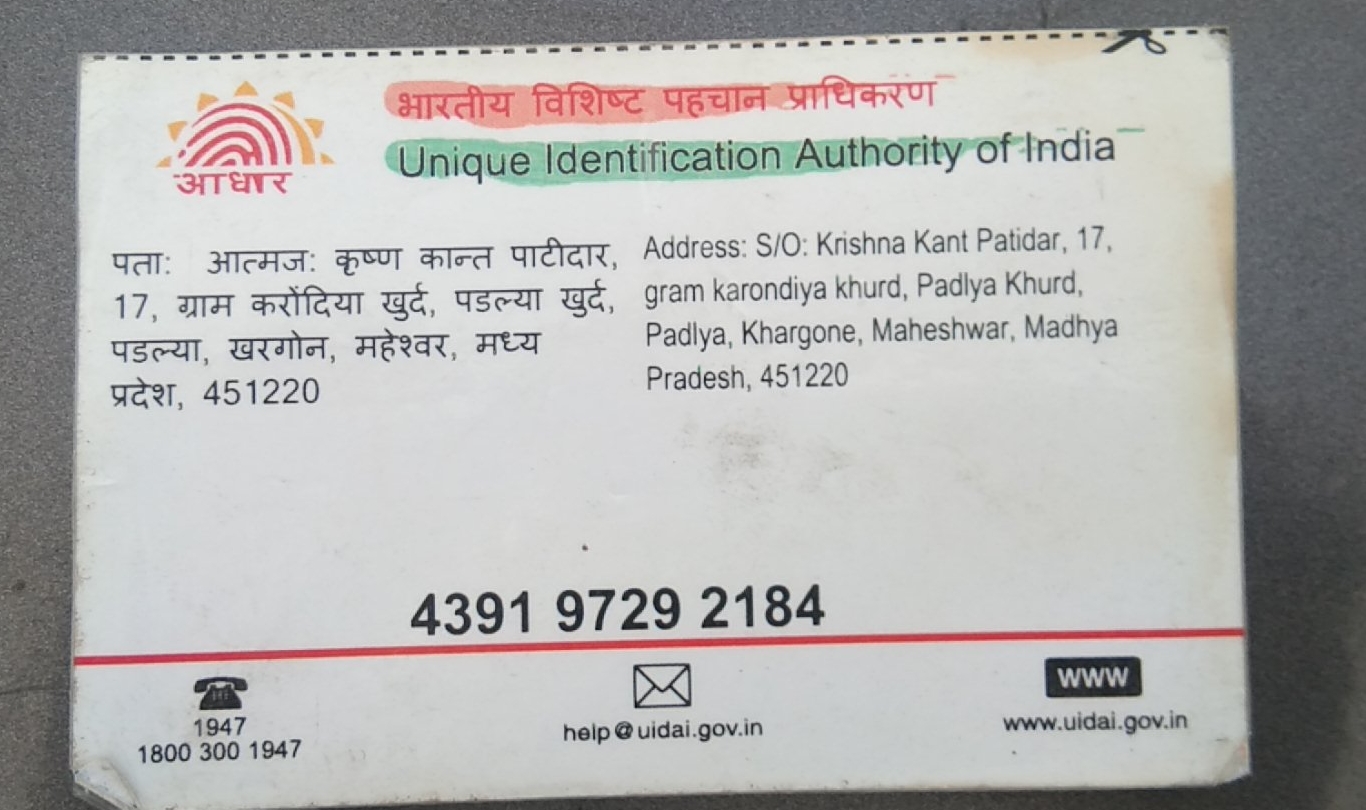 भारतीय विशिष्ट पहचान प्राधिकरण
Unique Identification Authority of India
आधार
पता: आत्मज: कृष्ण कान्त पाटीदार,
17, ग्राम करोंदिया खुर्द, पडल्या खुर्द,
पडल्या, खरगोन, महेश्वर, मध्य
प्रदेश, 451220
Address: S/O: Krishna Kant Patidar, 17,
gram karondiya khurd, Padlya Khurd,
Padlya, Khargone, Maheshwar, Madhya
Pradesh, 451220
4391 9729 2184
1947
1800 300 1947
help@uidai.gov.in
www
www.uidai.gov.in